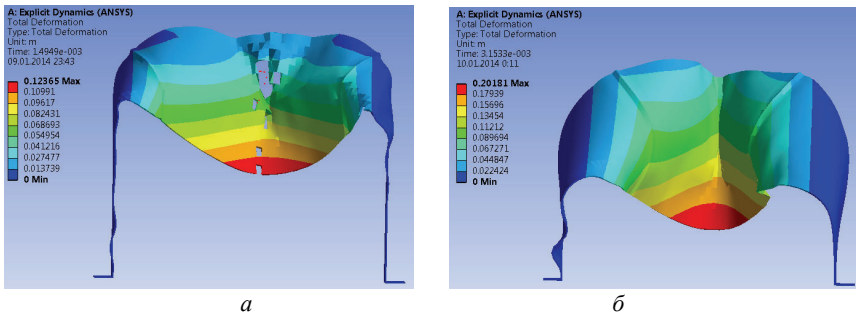 A: Explicit Dynamics (ANSYS)
Total Deformation
Type: Total Deformation
Unit: m
Time: 1.4949e-003
09.01.2014 23:43
0.12365 Max
0.10991
0.09617
0.082431
0.068693
0.054954
0.041216
0.027477
0.013739
0 Min
а
A: Explicit Dynamics (ANSYS)
Total Deformation
Type: Total Deformation
Unit: m
Time: 3.1533e-003
10.01.2014 0:11
0.20181 Max
0.17939
0.15696
0.13454
0.11212
0.089694
0.067271
0.044847
0.022424
0 Min
б